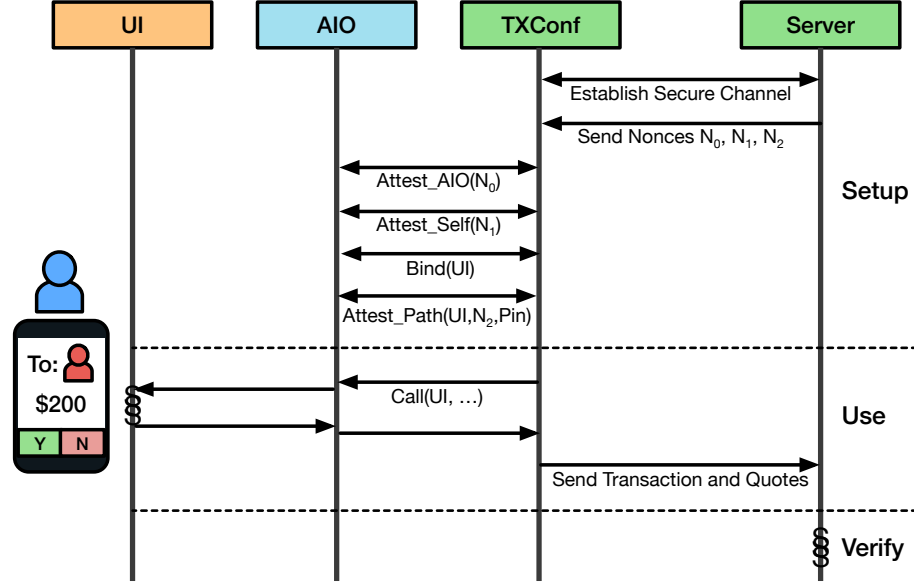 UI
AIO
TXConf
Server
Establish Secure Channel
Send Nonces N₀, N₁, N₂
Attest_AIO(N₀)
Setup
Attest_Self(N₁)
Bind(UI)
Attest_Path(UI,N₂,Pin)
To:
$200
Y N
Call(UI, …)
Use
Send Transaction and Quotes
Verify